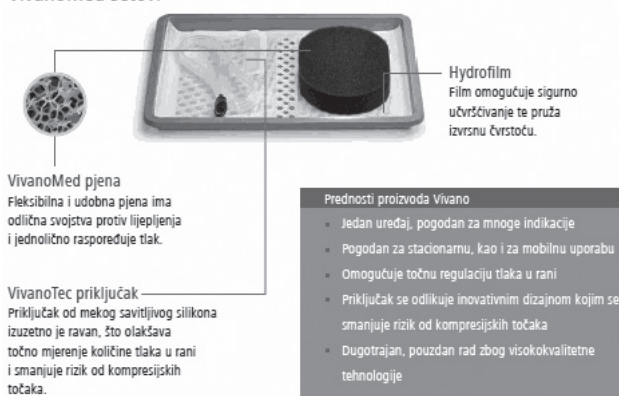 Hydrofilm
Film omogućuje sigurno
učvršćivanje te pruža
izvrsnu čvrstoću.
VivanoMed pjena
Fleksibilna i udobna pjena ima
odlična svojstva protiv lijepljenja
i jednolično raspoređuje tlak.
VivanoTec priključak
Priključak od mekog savitljivog silikona
izuzetno je ravan, što olakšava
točno mjerenje količine tlaka u rani
i smanjuje rizik od kompresijskih
točaka.
Prednosti proizvoda Vivano
Jedan uređaj, pogodan za mnoge indikacije
Pogodan za stacionarnu, kao i za mobilnu uporabu
Omogućuje točnu regulaciju tlaka u rani
Priključak se odlikuje inovativnim dizajnom kojim se
smanjuje rizik od kompresijskih točaka
Dugotrajan, pouzdan rad zbog visokokvalitetne
tehnologije